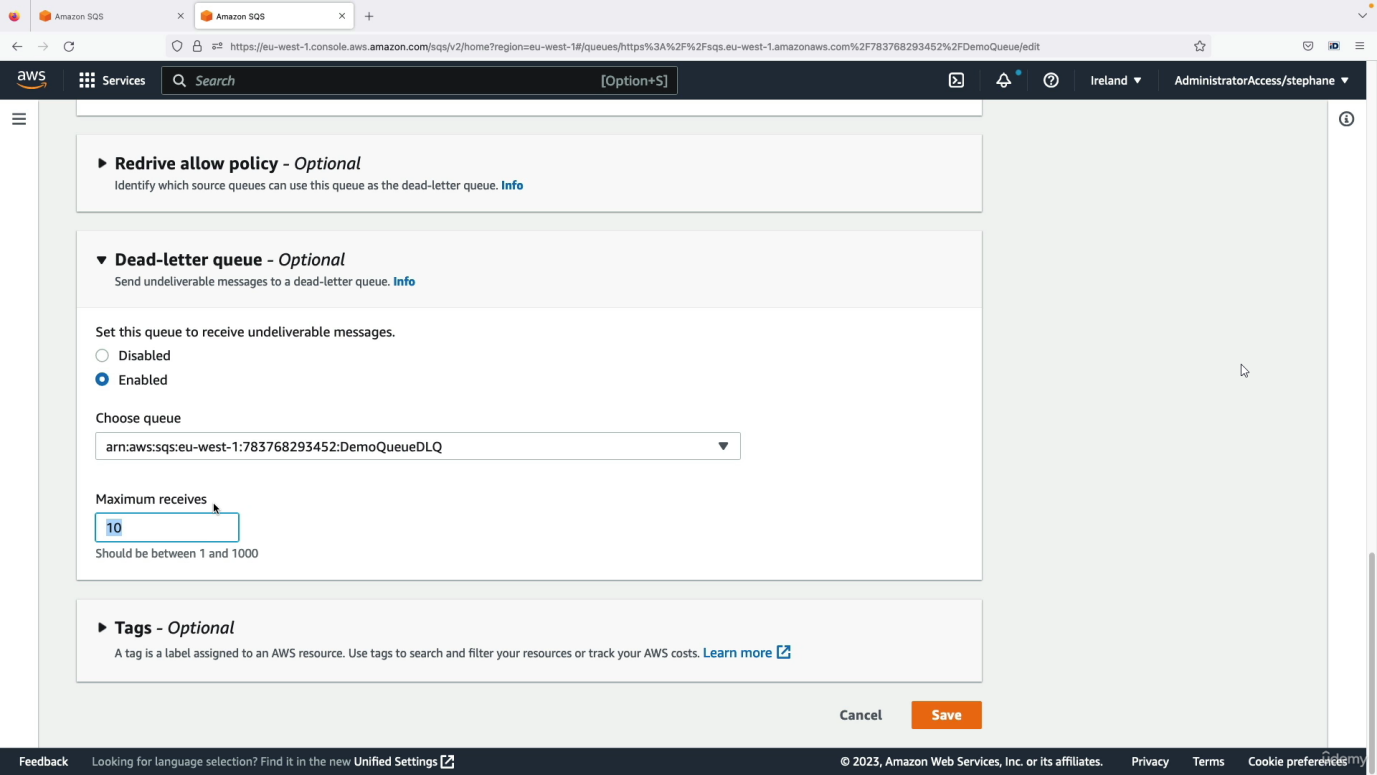 Amazon SQS
Amazon SQS
https://eu-west-1.console.aws.amazon.com/sqs/v2/home?region=eu-west-1#/queues/https%3A%2F%2Fsqs.eu-west-1.amazonaws.com%2F783768293452%2FDemoQueue/edit
aws
Services
Search
[Option+S]
Ireland
AdministratorAccess/stephane
Redrive allow policy - Optional
Identify which source queues can use this queue as the dead-letter queue. Info
Dead-letter queue - Optional
Send undeliverable messages to a dead-letter queue. Info
Set this queue to receive undeliverable messages.
Disabled
Enabled
Choose queue
arn:aws:sqs:eu-west-1:783768293452:DemoQueueDLQ
Maximum receives
10
Should be between 1 and 1000
Tags - Optional
A tag is a label assigned to an AWS resource. Use tags to search and filter your resources or track your AWS costs. Learn more
Cancel
Save
Feedback
Looking for language selection? Find it in the new Unified Settings
© 2023, Amazon Web Services, Inc. or its affiliates.
Privacy
Terms
Cookie preferences
Udemy